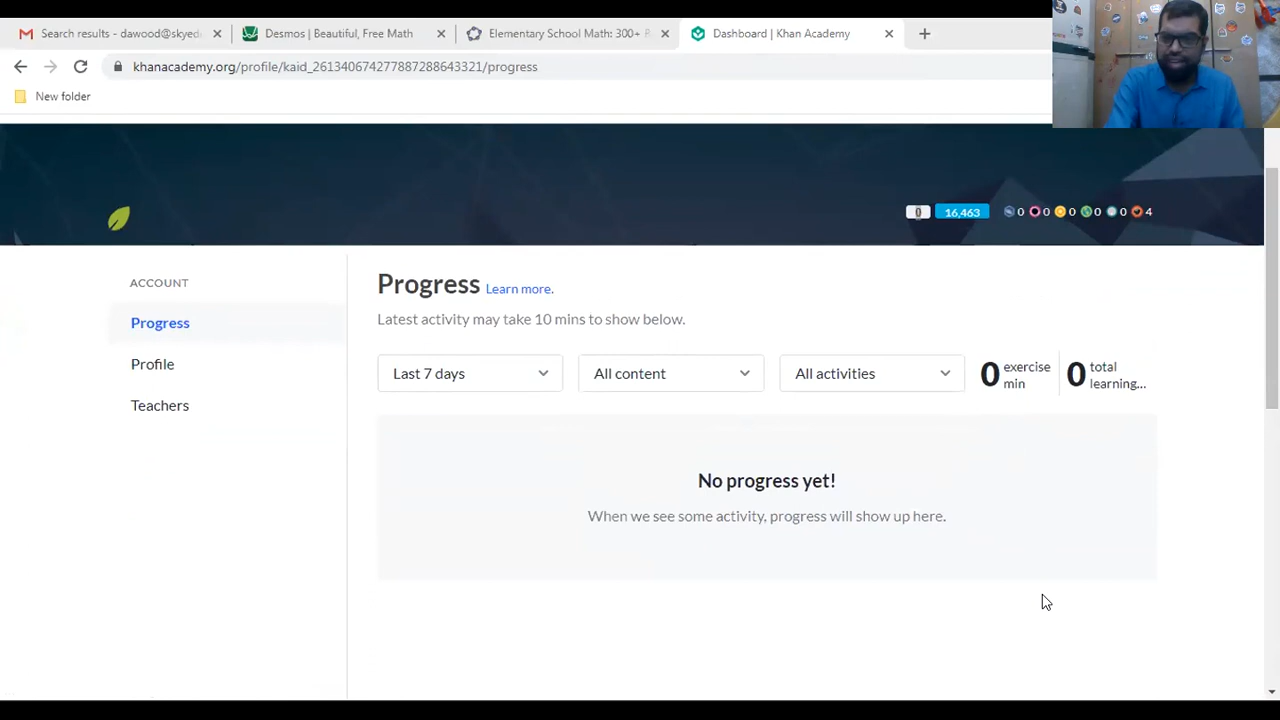 Search results - dawood@skyed
Desmos | Beautiful, Free Math
Elementary School Math: 300+ R
Dashboard | Khan Academy
khanacademy.org/profile/kaid_261340674277887288643321/progress
New folder
0 16,463 0 0 0 0 0 4
ACCOUNT
Progress
Profile
Teachers
Progress Learn more.
Latest activity may take 10 mins to show below.
Last 7 days
All content
All activities
0 exercise min
0 total learning...
No progress yet!
When we see some activity, progress will show up here.